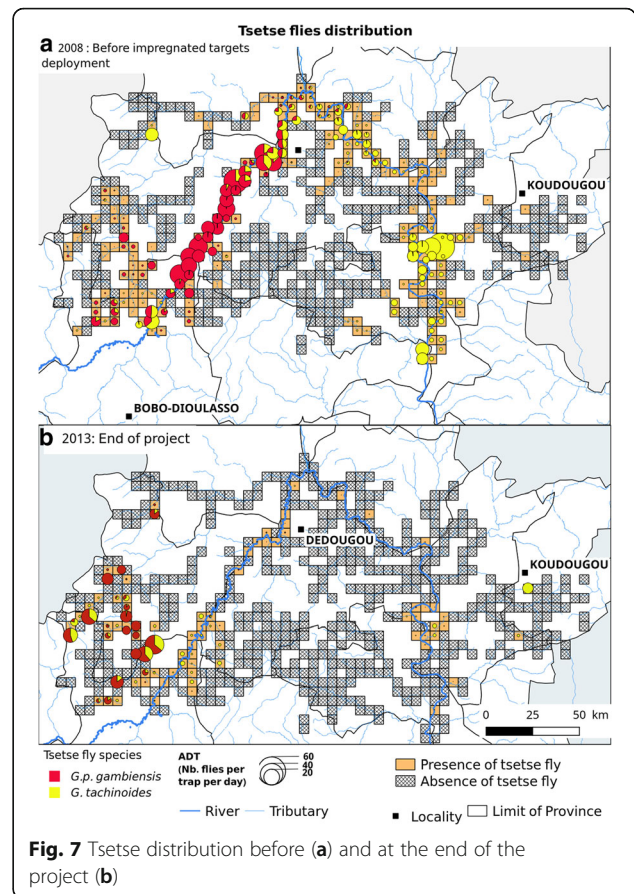 Tsetse flies distribution
a 2008 : Before impregnated targets
deployment
KOUDOUGOU
BOBO-DIOULASSO
b 2013: End of project
DEDOUGOU
KOUDOUGOU
0 25 50 km
Tsetse fly species
G.p. gambiensis
G. tachinoides
ADT
(Nb. flies per
trap per day)
60
40
20
Presence of tsetse fly
Absence of tsetse fly
River
Tributary
Locality
Limit of Province
Fig. 7 Tsetse distribution before (a) and at the end of the
project (b)